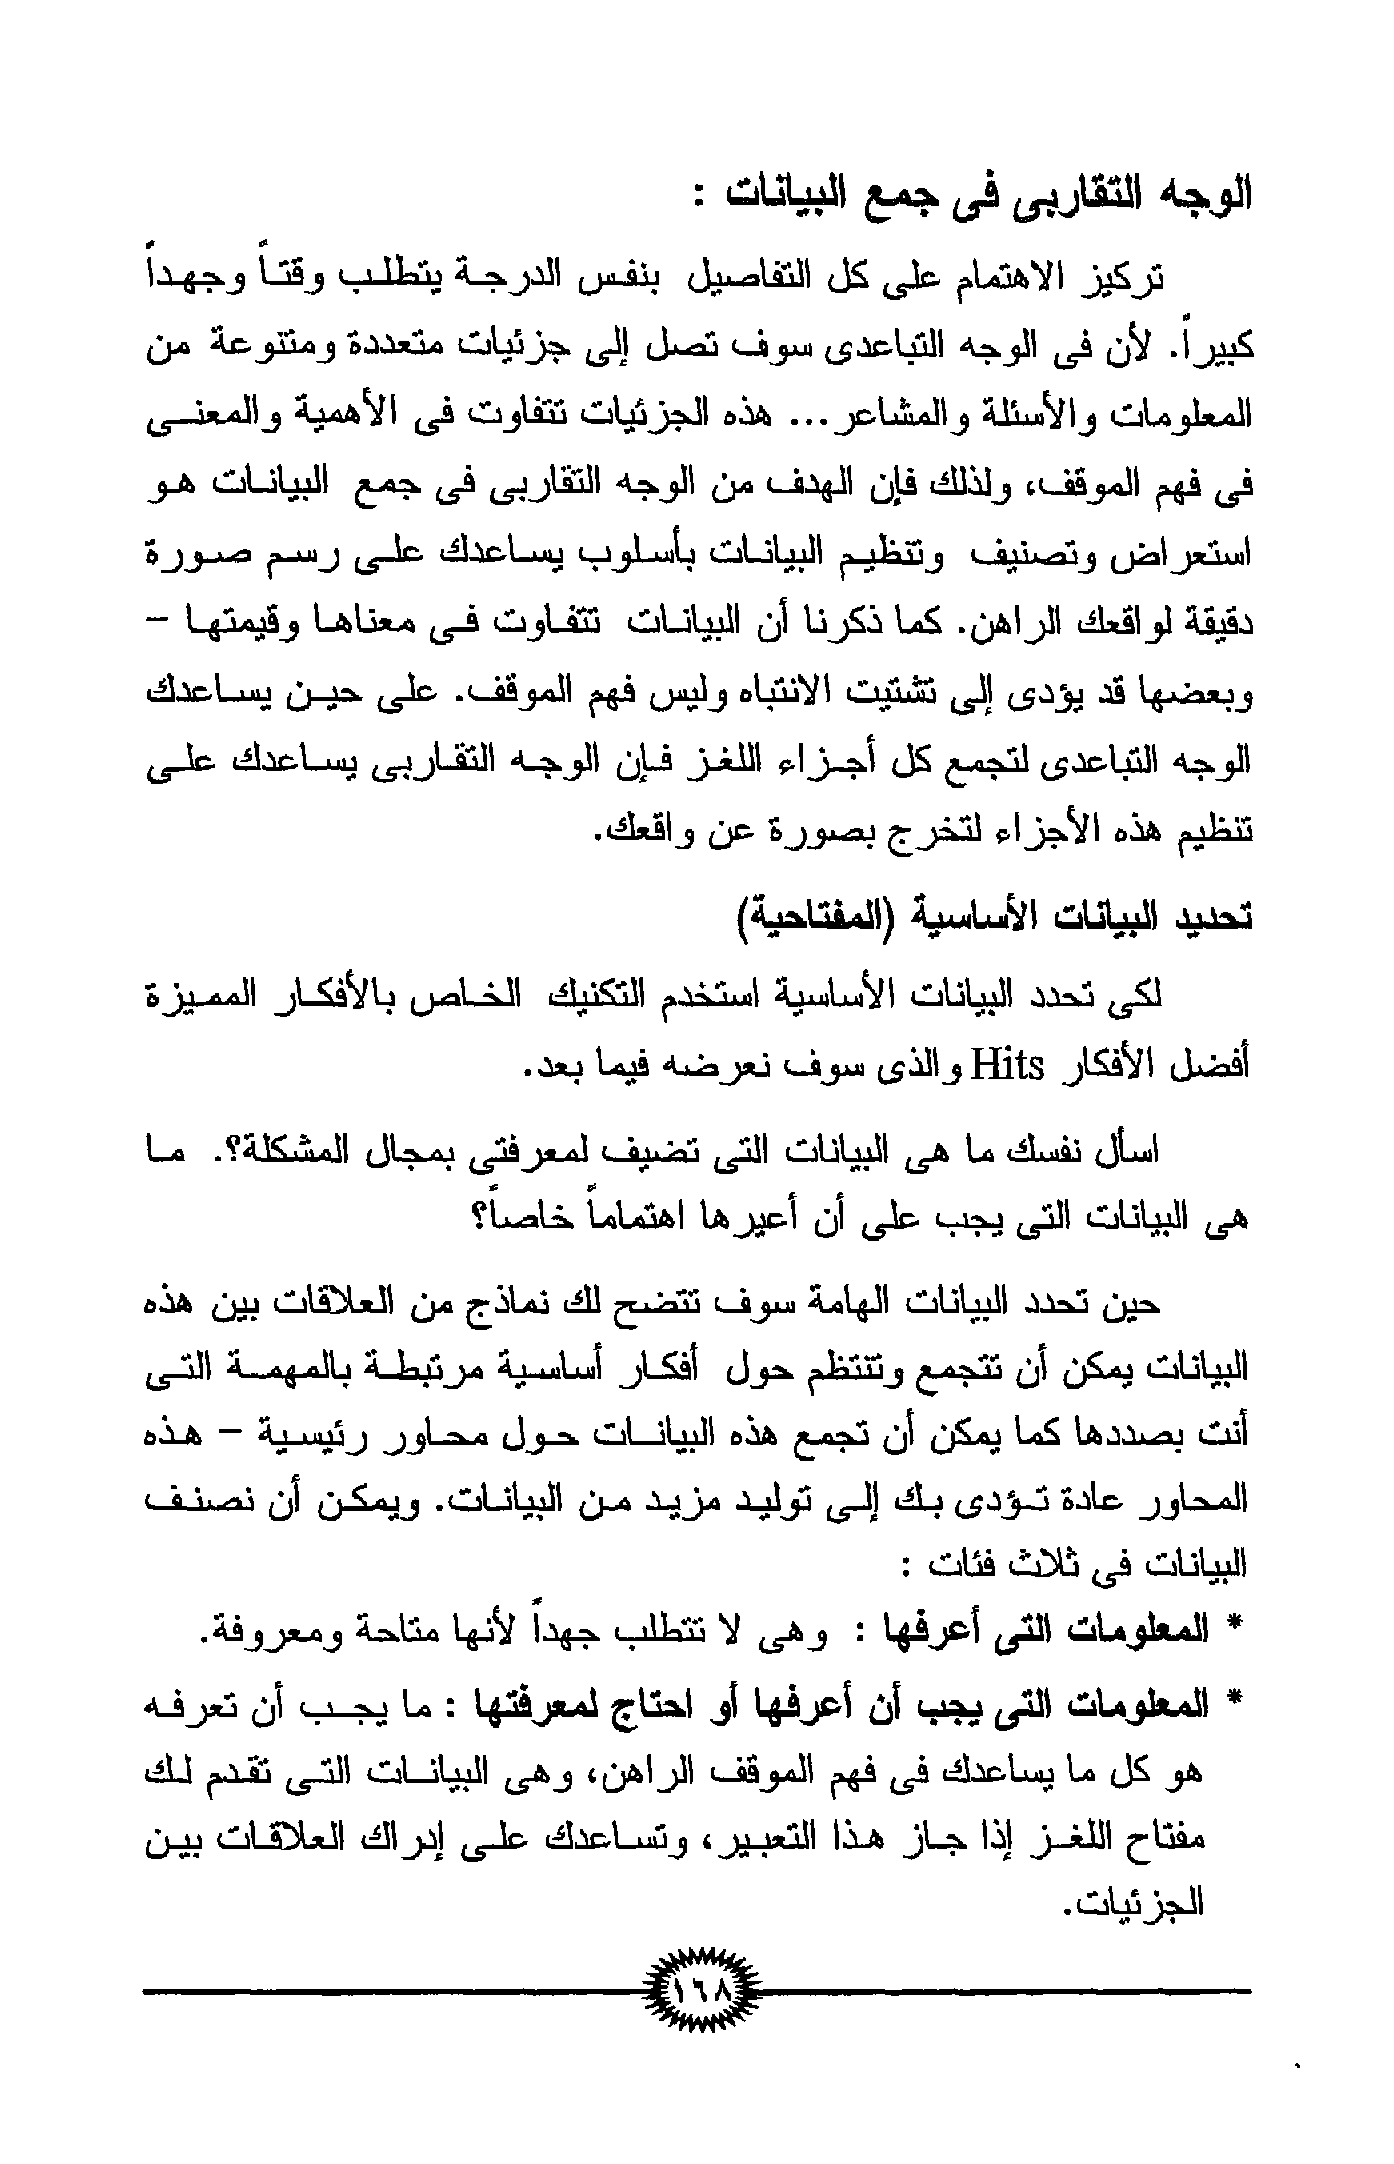 الوجه التقاربى فى جمع البيانات :
تركيز الاهتمام على كل التفاصيل بنفس الدرجة يتطلب وقتاً وجهداً
كبيراً. لأن فى الوجه التباعدى سوف تصل إلى جزئيات متعددة ومتنوعة من
المعلومات والأسئلة والمشاعر... هذه الجزئيات تتفاوت فى الأهمية والمعنى
فى فهم الموقف، ولذلك فإن الهدف من الوجه التقاربى فى جمع البيانات هو
استعراض وتصنيف وتنظيم البيانات بأسلوب يساعدك على رسم صورة
دقيقة لواقعك الراهن. كما ذكرنا أن البيانات تتفاوت فى معناها وقيمتها -
وبعضها قد يؤدى إلى تشتيت الانتباه وليس فهم الموقف. على حين يساعدك
الوجه التباعدى لتجمع كل أجزاء اللغز فإن الوجه التقاربى يساعدك على
تنظيم هذه الأجزاء لتخرج بصورة عن واقعك.
تحديد البيانات الأساسية (المفتاحية)
لكى تحدد البيانات الأساسية استخدم التكنيك الخاص بالأفكار المميزة
أفضل الأفكار Hits والذى سوف نعرضه فيما بعد.
اسأل نفسك ما هى البيانات التى تضيف لمعرفتى بمجال المشكلة؟. ما
هى البيانات التى يجب على أن أعيرها اهتماماً خاصاً؟
حين تحدد البيانات الهامة سوف تتضح لك نماذج من العلاقات بين هذه
البيانات يمكن أن تتجمع وتنتظم حول أفكار أساسية مرتبطة بالمهمة التى
أنت بصددها كما يمكن أن تجمع هذه البيانات حول محاور رئيسية - هذه
المحاور عادة تؤدى بك إلى توليد مزيد من البيانات. ويمكن أن نصنف
البيانات فى ثلاث فئات :
* المعلومات التى أعرفها : وهى لا تتطلب جهداً لأنها متاحة ومعروفة.
* المعلومات التى يجب أن أعرفها أو احتاج لمعرفتها : ما يجب أن تعرفه
هو كل ما يساعدك فى فهم الموقف الراهن، وهى البيانات التى تقدم لك
مفتاح اللغز إذا جاز هذا التعبير، وتساعدك على إدراك العلاقات بين
الجزئيات.
١٦٨